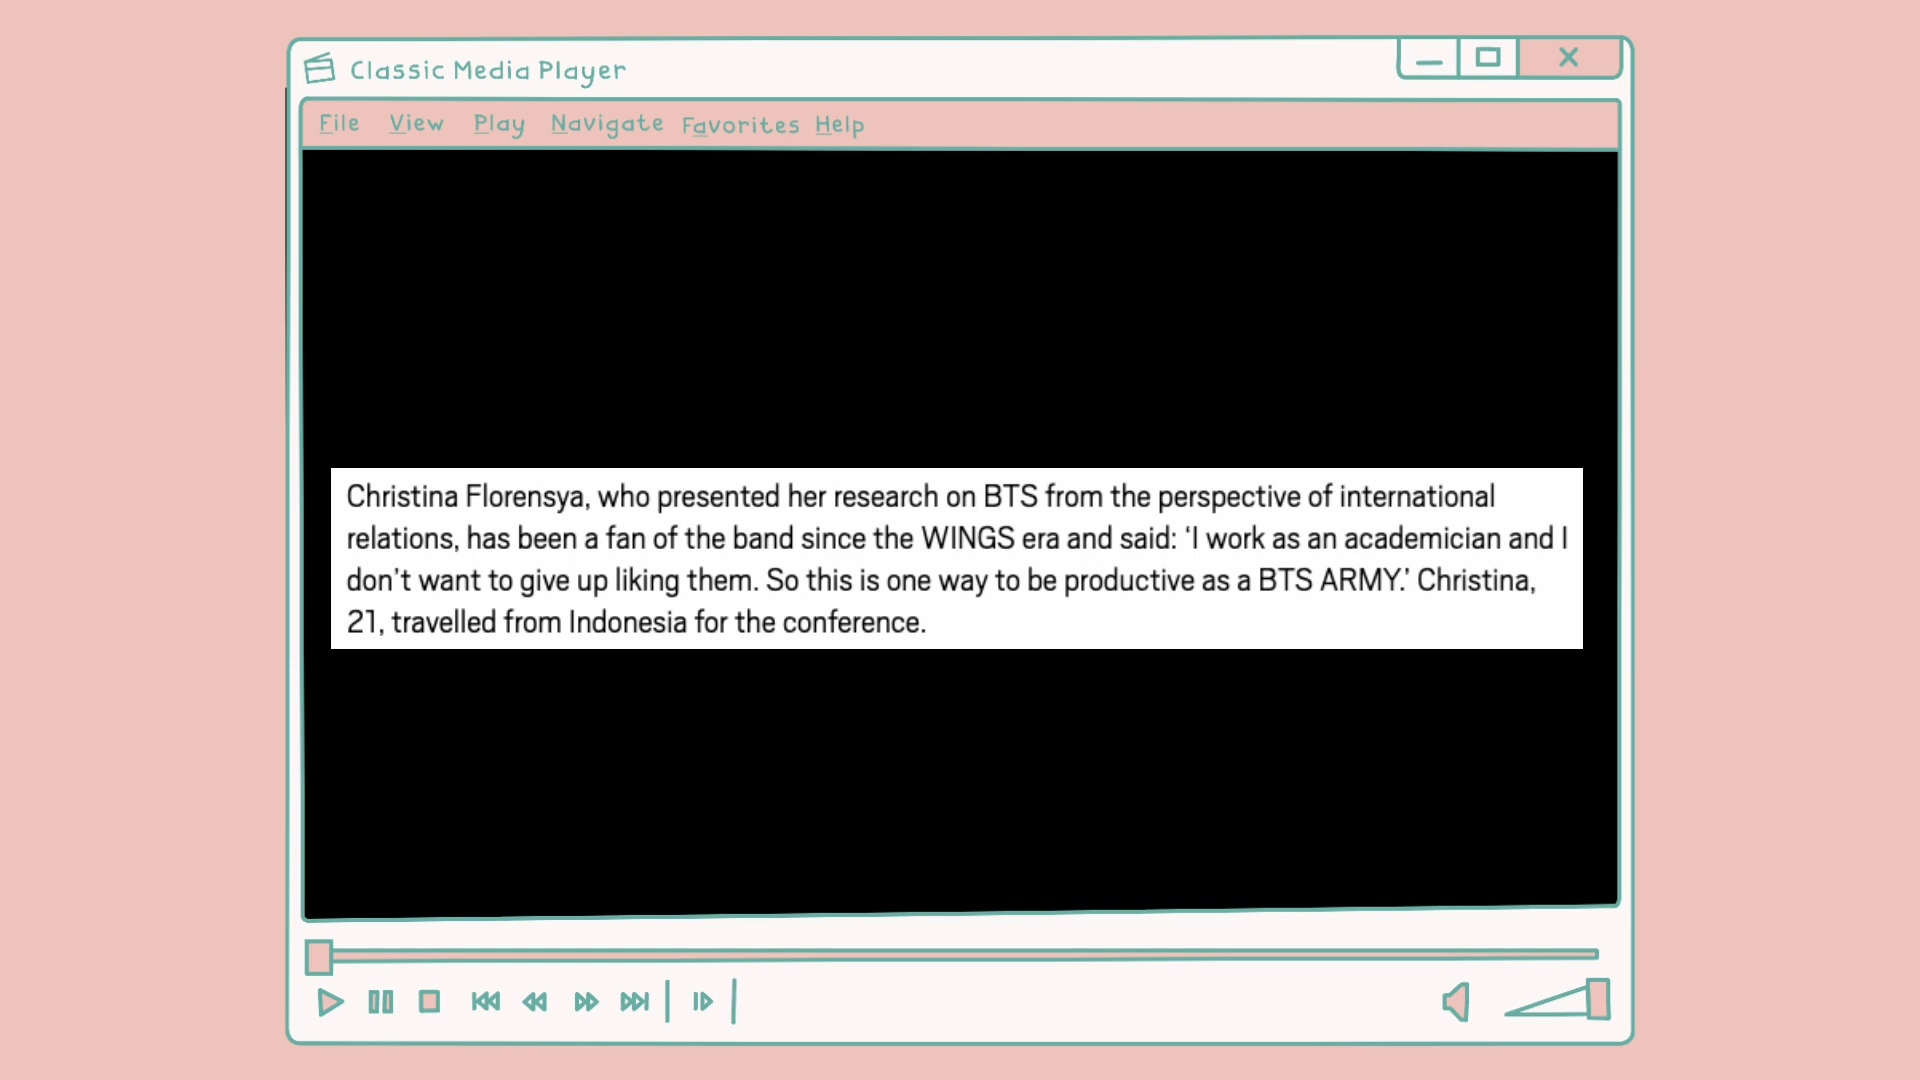 Classic Media Player
File View Play Navigate Favorites Help
Christina Florensya, who presented her research on BTS from the perspective of international
relations, has been a fan of the band since the WINGS era and said: ‘I work as an academician and I
don’t want to give up liking them. So this is one way to be productive as a BTS ARMY.’ Christina,
21, travelled from Indonesia for the conference.